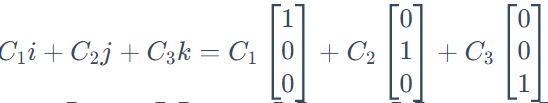 C₁i + C₂j + C₃k = C₁ [1 0 0] + C₂ [0 1 0] + C₃ [0 0 1]